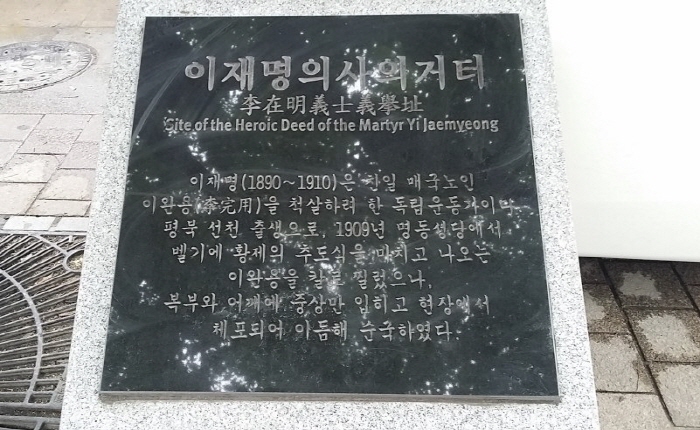 이재명의사의거터
李在明義士義擧址
Site of the Heroic Deed of the Martyr Yi Jaemyeong
이재명(1890~1910)은 친일 매국노인
이완용(李完用)을 척살하려 한 독립운동가이다.
평북 선천 출생으로, 1909년 명동성당에서
벨기에 황제의 추도식을 마치고 나오는
이완용을 칼로 찔렀으나,
복부와 어깨에 중상만 입히고 현장에서
체포되어 이듬해 순국하였다.